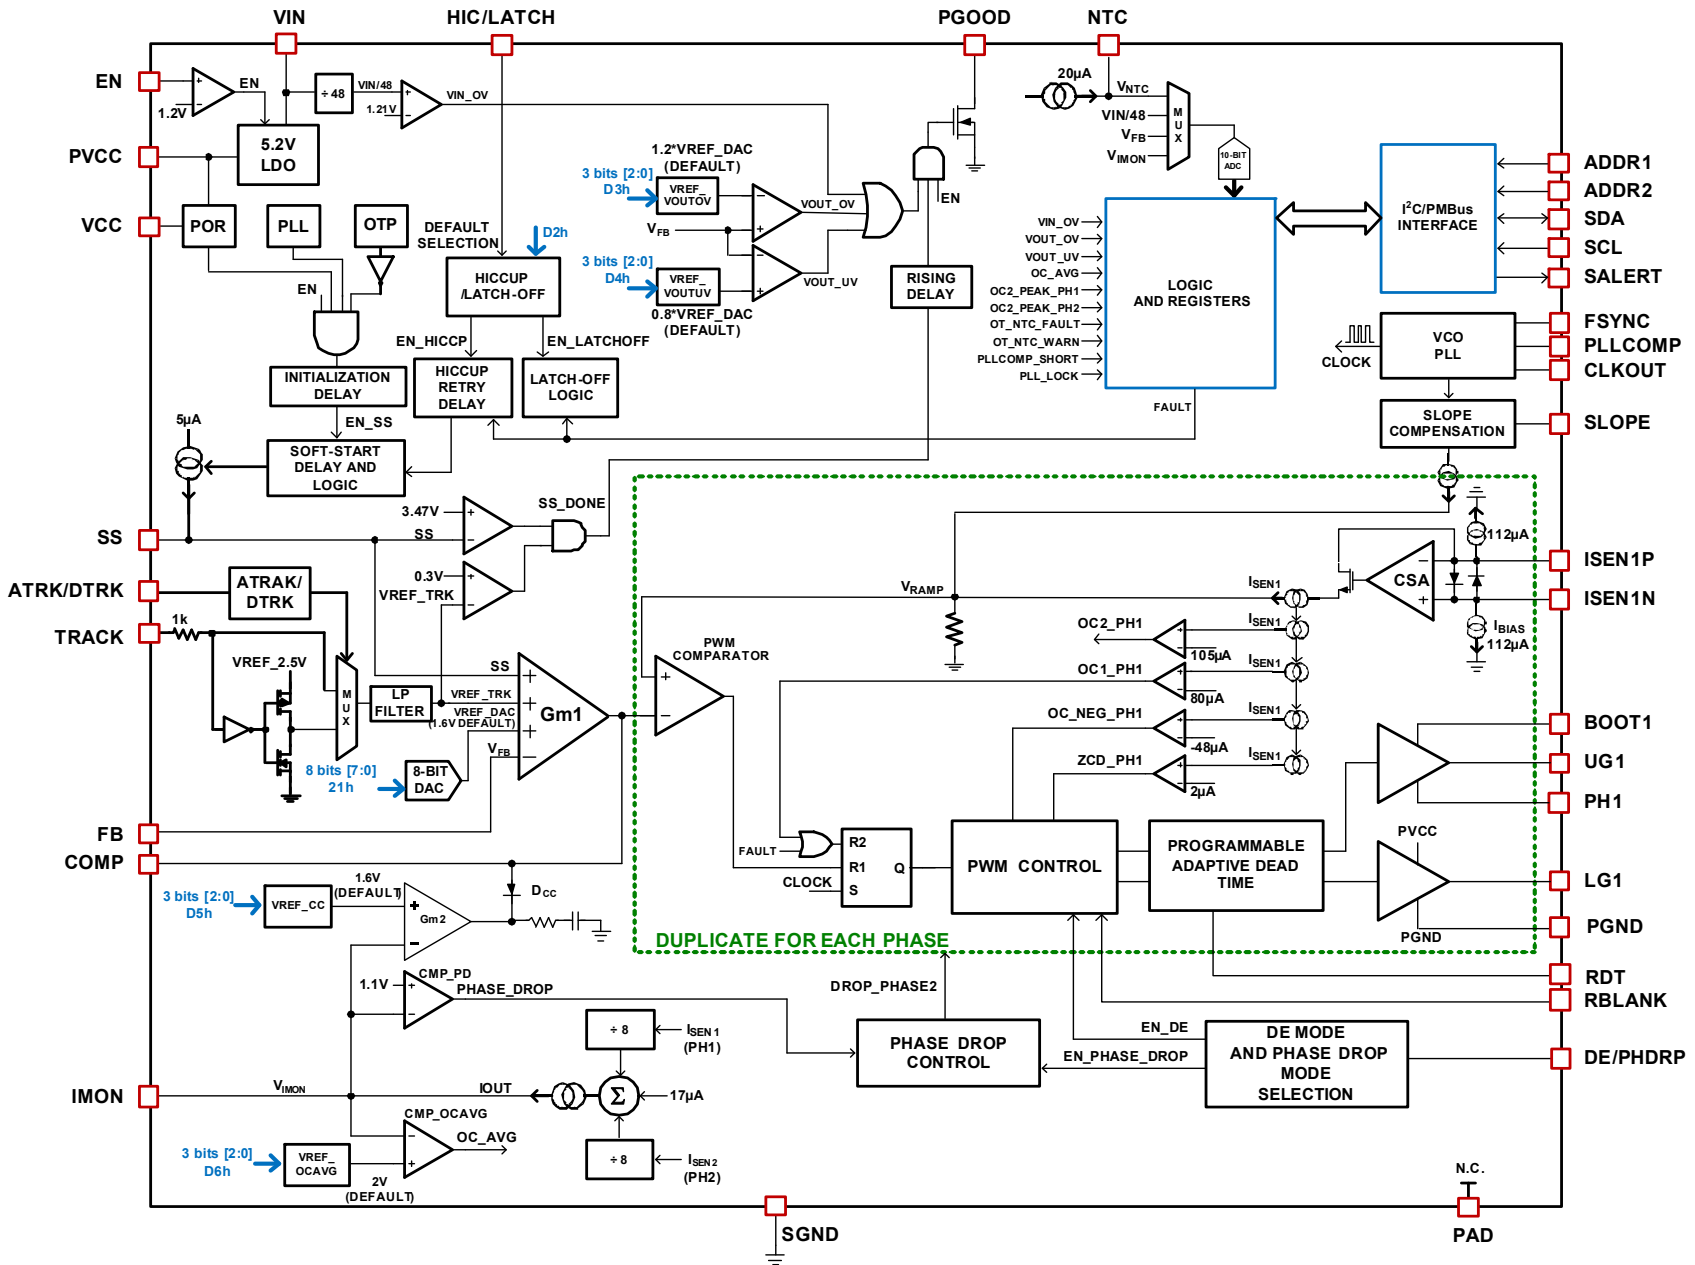 VIN
HIC/LATCH
PGOOD
NTC
EN
1.2V
EN
÷ 48
VIN/48
1.21V
VIN_OV
5.2V
LDO
PVCC
VCC
POR
PLL
OTP
EN
DEFAULT
SELECTION
D2h
HICCUP
/LATCH-OFF
EN_HICCP
EN_LATCHOFF
HICCUP
RETRY
DELAY
LATCH-OFF
LOGIC
INITIALIZATION
DELAY
EN_SS
SOFT-START
DELAY AND
LOGIC
5µA
1.2*VREF_DAC
(DEFAULT)
3 bits [2:0]
D3h
VREF_
VOUTOV
VOUT_OV
VFB
3 bits [2:0]
D4h
VREF_
VOUTUV
VOUT_UV
0.8*VREF_DAC
(DEFAULT)
EN
RISING
DELAY
20µA
VNTC
VIN/48
VFB
VIMON
MUX
10-BIT
ADC
VIN_OV
VOUT_OV
VOUT_UV
OC_AVG
OC2_PEAK_PH1
OC2_PEAK_PH2
OT_NTC_FAULT
OT_NTC_WARN
PLLCOMP_SHORT
PLL_LOCK
LOGIC
AND REGISTERS
FAULT
I2C/PMBus
INTERFACE
ADDR1
ADDR2
SDA
SCL
SALERT
CLOCK
VCO
PLL
FSYNC
PLLCOMP
CLKOUT
SLOPE
COMPENSATION
SLOPE
SS
3.47V
+
SS
−
SS_DONE
0.3V
+
VREF_TRK
−
ATRK/DTRK
ATRAK/
DTRK
TRACK
1k
VREF_2.5V
MUX
LP
FILTER
SS
VREF_TRK
VREF_DAC
(1.6V DEFAULT)
VFB
Gm1
8 bits [7:0]
21h
8-BIT
DAC
FB
COMP
PWM
COMPARATOR
VRAMP
ISEN1
CSA
112µA
IBIAS
112µA
ISEN1P
ISEN1N
OC2_PH1
105µA
ISEN1
OC1_PH1
80µA
ISEN1
OC_NEG_PH1
-48µA
ISEN1
ZCD_PH1
2µA
ISEN1
FAULT
CLOCK
R2
R1
S
Q
PWM CONTROL
PROGRAMMABLE
ADAPTIVE DEAD
TIME
PVCC
PGND
BOOT1
UG1
PH1
LG1
PGND
DUPLICATE FOR EACH PHASE
RDT
RBLANK
3 bits [2:0]
D5h
VREF_CC
1.6V
(DEFAULT)
Gm2
DCC
1.1V
CMP_PD
PHASE_DROP
÷ 8
ISEN1
(PH1)
Σ
17µA
÷ 8
ISEN2
(PH2)
IMON
VIMON
IOUT
CMP_OCAVG
OC_AVG
3 bits [2:0]
D6h
VREF_
OCAVG
2V
(DEFAULT)
DROP_PHASE2
PHASE DROP
CONTROL
EN_DE
EN_PHASE_DROP
DE MODE
AND PHASE DROP
MODE
SELECTION
DE/PHDRP
SGND
N.C.
PAD